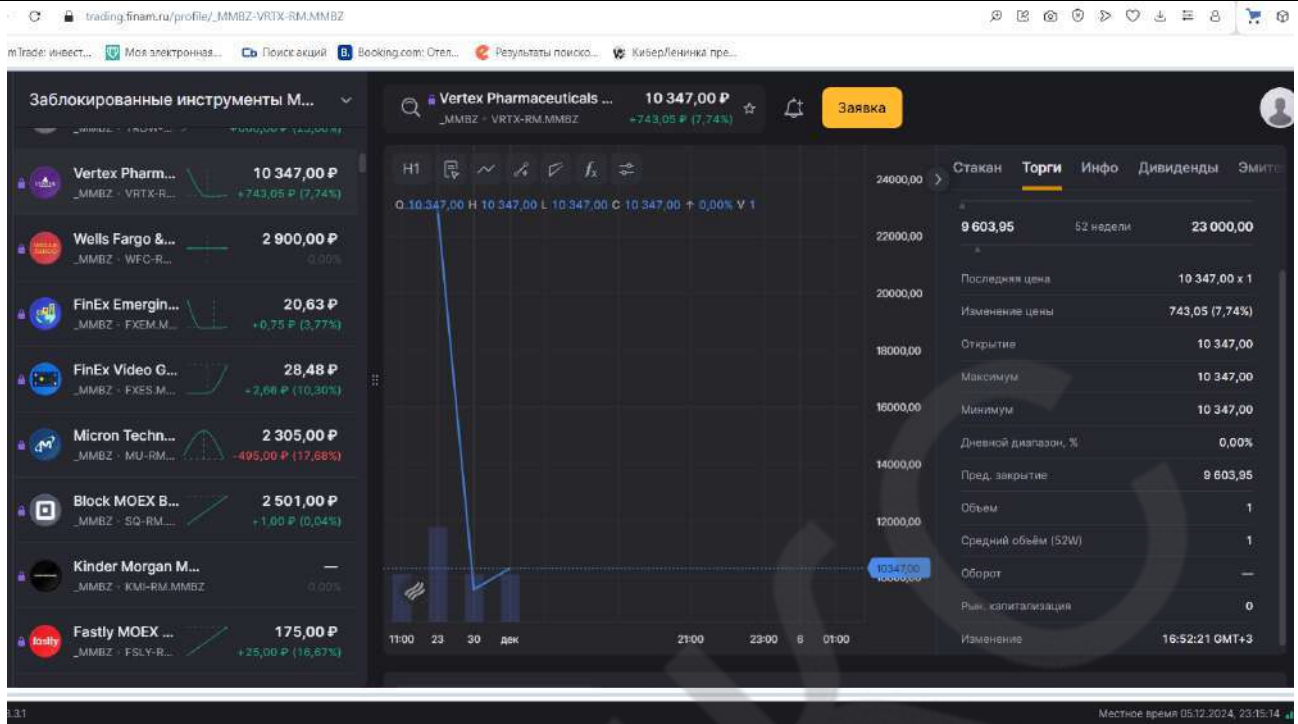 trading.finam.ru/profile/_MMBZ-VRTX-RM.MMBZ
mTrade: инвест... Моя электронная... Поиск акций Booking.com: Отел... Результаты поиско... КиберЛенинка пре...
Заблокированные инструменты М...
Vertex Pharmaceuticals ... 10 347,00 ₽
_MMBZ · VRTX-RM.MMBZ +743,05 ₽ (7,74%)
Заявка
Vertex Pharm... 10 347,00 ₽
_MMBZ · VRTX-R... +743,05 ₽ (7,74%)
Wells Fargo &... 2 900,00 ₽
_MMBZ · WFC-R... 0,00%
FinEx Emergin... 20,63 ₽
_MMBZ · FXEM.M... +0,75 ₽ (3,77%)
FinEx Video G... 28,48 ₽
_MMBZ · FXES.M... +2,66 ₽ (10,30%)
Micron Techn... 2 305,00 ₽
_MMBZ · MU-RM.... -495,00 ₽ (17,68%)
Block MOEX B... 2 501,00 ₽
_MMBZ · SQ-RM.... +1,00 ₽ (0,04%)
Kinder Morgan M... —
_MMBZ · KMI-RM.MMBZ 0,00%
fastly
Fastly MOEX ... 175,00 ₽
_MMBZ · FSLY-R... +25,00 ₽ (16,67%)
H1
O 10 347,00 H 10 347,00 L 10 347,00 C 10 347,00 ↑ 0,00% V 1
24000,00
22000,00
20000,00
18000,00
16000,00
14000,00
12000,00
10347,00
11:00 23 30 дек 21:00 23:00 6 01:00
Стакан Торги Инфо Дивиденды Эмите
9 603,95 52 недели 23 000,00
Последняя цена 10 347,00 x 1
Изменение цены 743,05 (7,74%)
Открытие 10 347,00
Максимум 10 347,00
Минимум 10 347,00
Дневной диапазон, % 0,00%
Пред. закрытие 9 603,95
Объем 1
Средний объём (52W) 1
Оборот —
Рын. капитализация 0
Изменение 16:52:21 GMT+3
3.3.1 Местное время 05.12.2024, 23:15:14